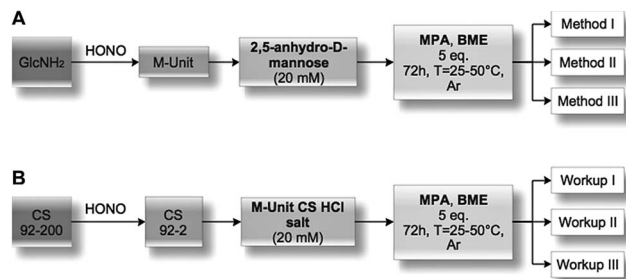 A
GlcNH₂
HONO
M-Unit
2,5-anhydro-D-
mannose
(20 mM)
MPA, BME
5 eq.
72h, T=25-50°C,
Ar
Method I
Method II
Method III
B
CS
92-200
HONO
CS
92-2
M-Unit CS HCl
salt
(20 mM)
MPA, BME
5 eq.
72h, T=25-50°C,
Ar
Workup I
Workup II
Workup III